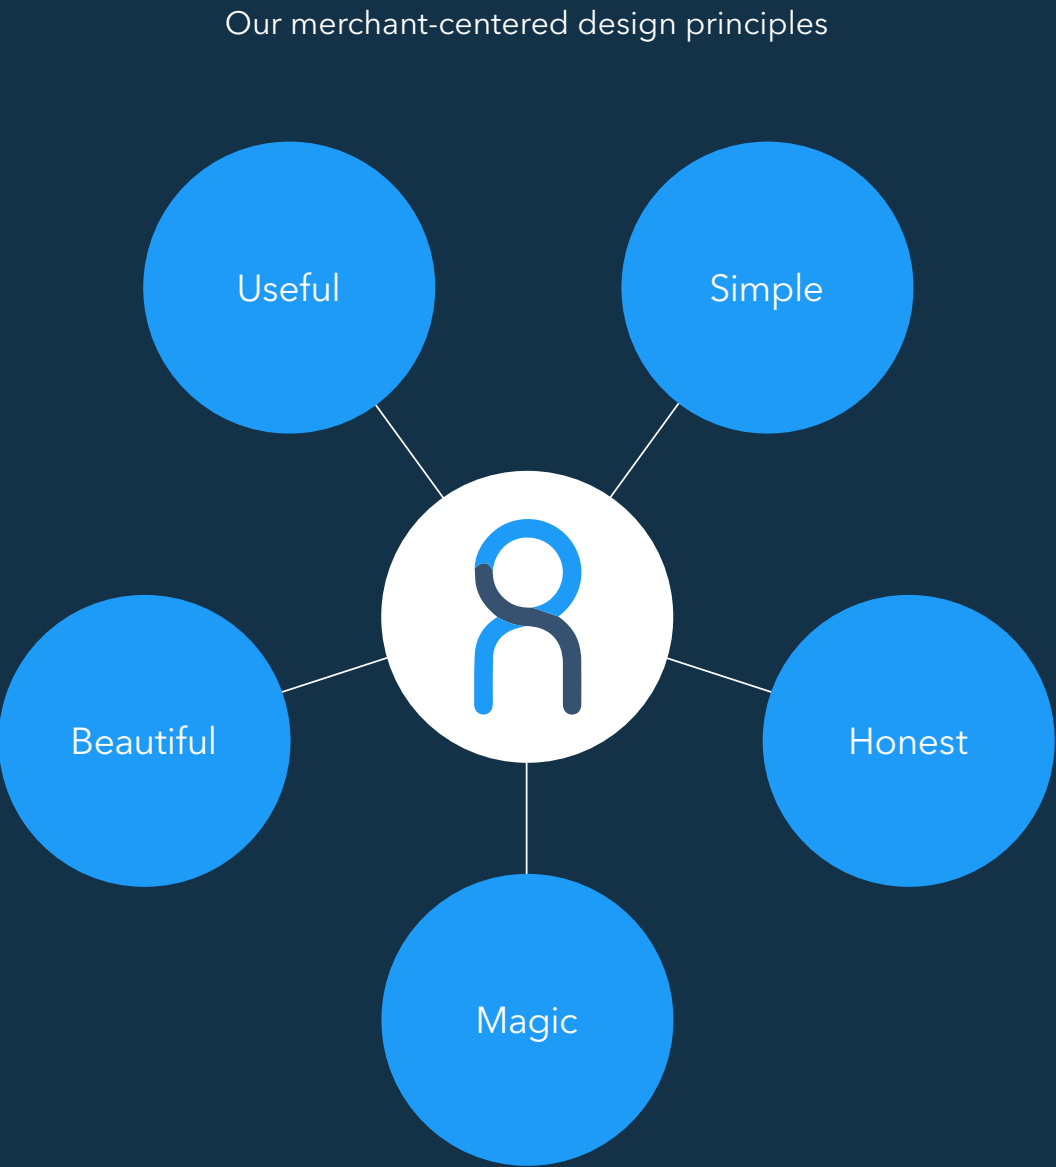 Our merchant-centered design principles
Useful
Simple
Beautiful
Honest
Magic